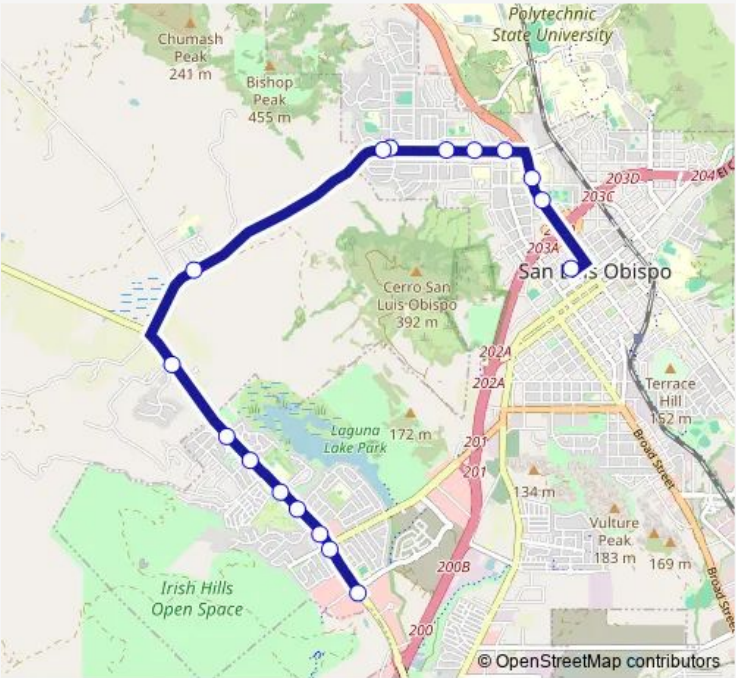 Polytechnic
State University
Chumash
Peak
241 m
Bishop
Peak
455 m
203D
204
203C
203A
San Luis Obispo
Cerro San
Luis Obispo
392 m
202A
202A
Terrace
Hill
152 m
Laguna
Lake Park
172 m
201
201
Broad Street
134 m
Vulture
Peak
183 m
169 m
200B
Irish Hills
Open Space
Broad Street
200
© OpenStreetMap contributors